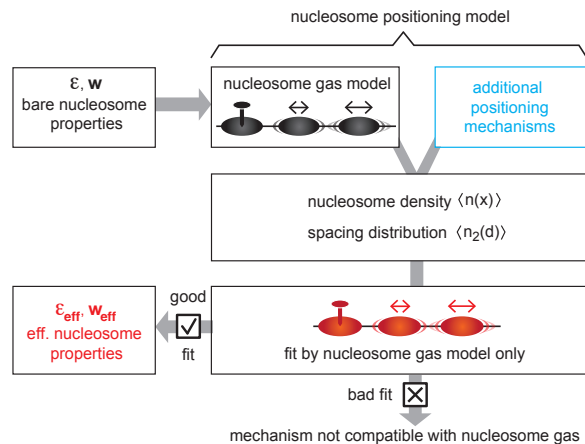 nucleosome positioning model
ε, w
bare nucleosome
properties
nucleosome gas model
additional
positioning
mechanisms
nucleosome density ⟨n(x)⟩
spacing distribution ⟨n₂(d)⟩
εeff, weff
eff. nucleosome
properties
good
fit
fit by nucleosome gas model only
bad fit
mechanism not compatible with nucleosome gas